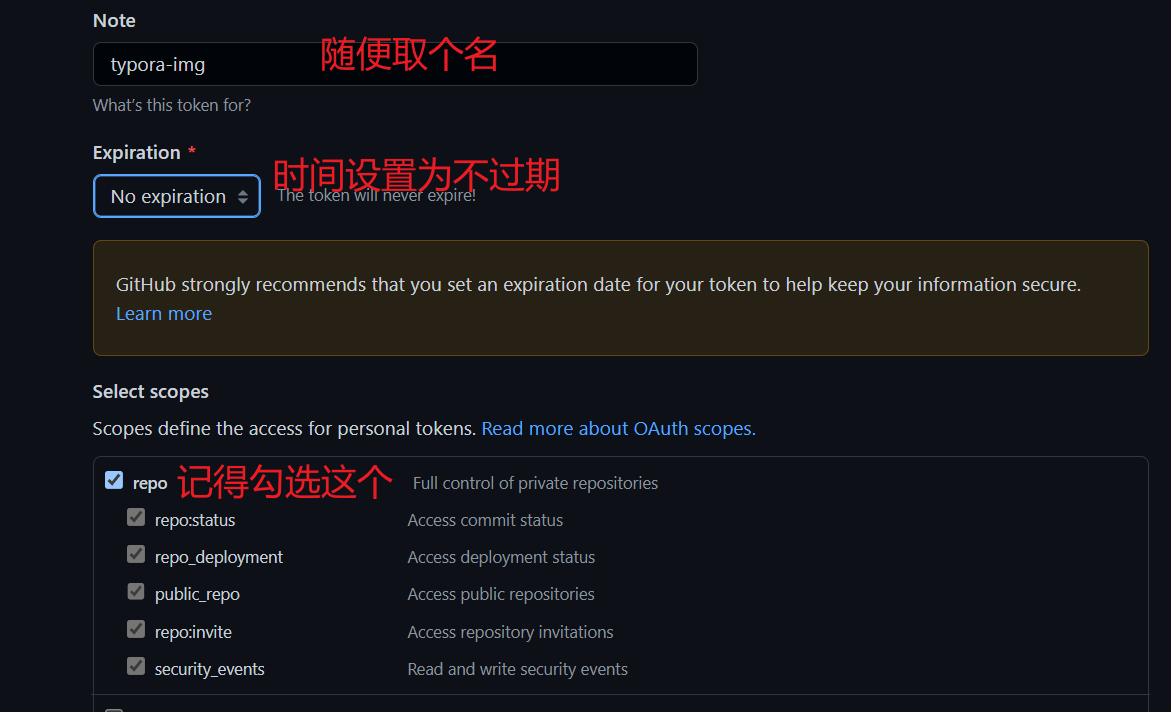 Note
typora-img 随便取个名
What's this token for?
Expiration *
No expiration 时间设置为不过期
The token will never expire!
GitHub strongly recommends that you set an expiration date for your token to help keep your information secure.
Learn more
Select scopes
Scopes define the access for personal tokens. Read more about OAuth scopes.
repo 记得勾选这个 Full control of private repositories
repo:status Access commit status
repo_deployment Access deployment status
public_repo Access public repositories
repo:invite Access repository invitations
security_events Read and write security events